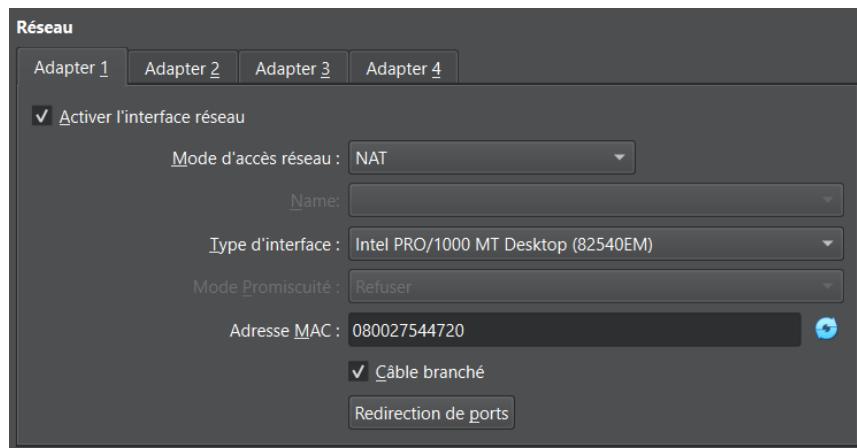 Réseau
Adapter 1 Adapter 2 Adapter 3 Adapter 4
Activer l'interface réseau
Mode d'accès réseau : NAT
Name:
Type d'interface : Intel PRO/1000 MT Desktop (82540EM)
Mode Promiscuité : Refuser
Adresse MAC : 080027544720
Câble branché
Redirection de ports